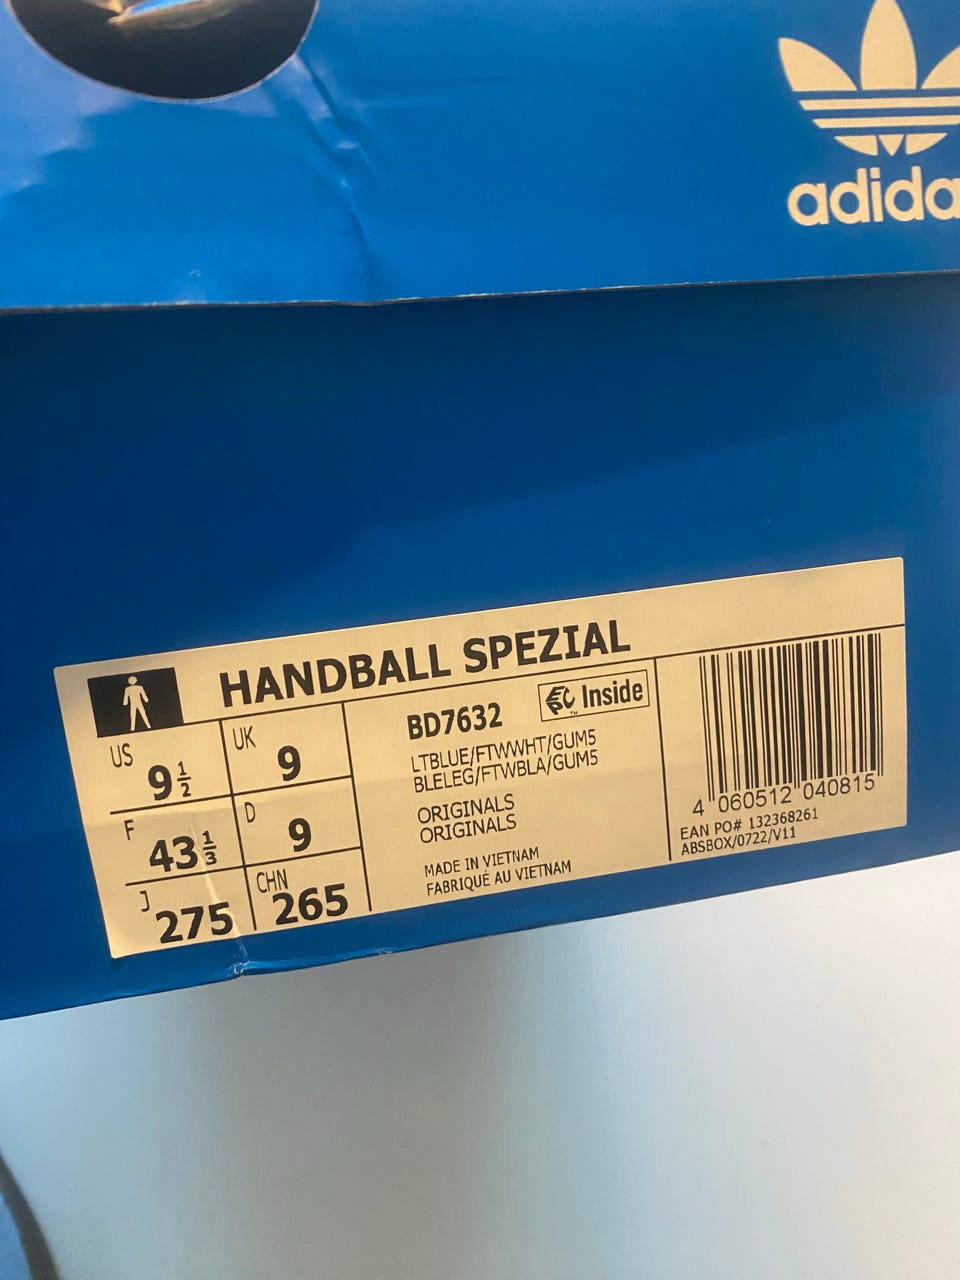 adidas
HANDBALL SPEZIAL
US 9 1/2
UK 9
F 43 1/3
D 9
J 275
CHN 265
BD7632
Inside
TM
LTBLUE/FTWWHT/GUM5
BLELEG/FTWBLA/GUM5
ORIGINALS
ORIGINALS
MADE IN VIETNAM
FABRIQUÉ AU VIETNAM
4 060512 040815
EAN PO# 132368261
ABSBOX/0722/V11